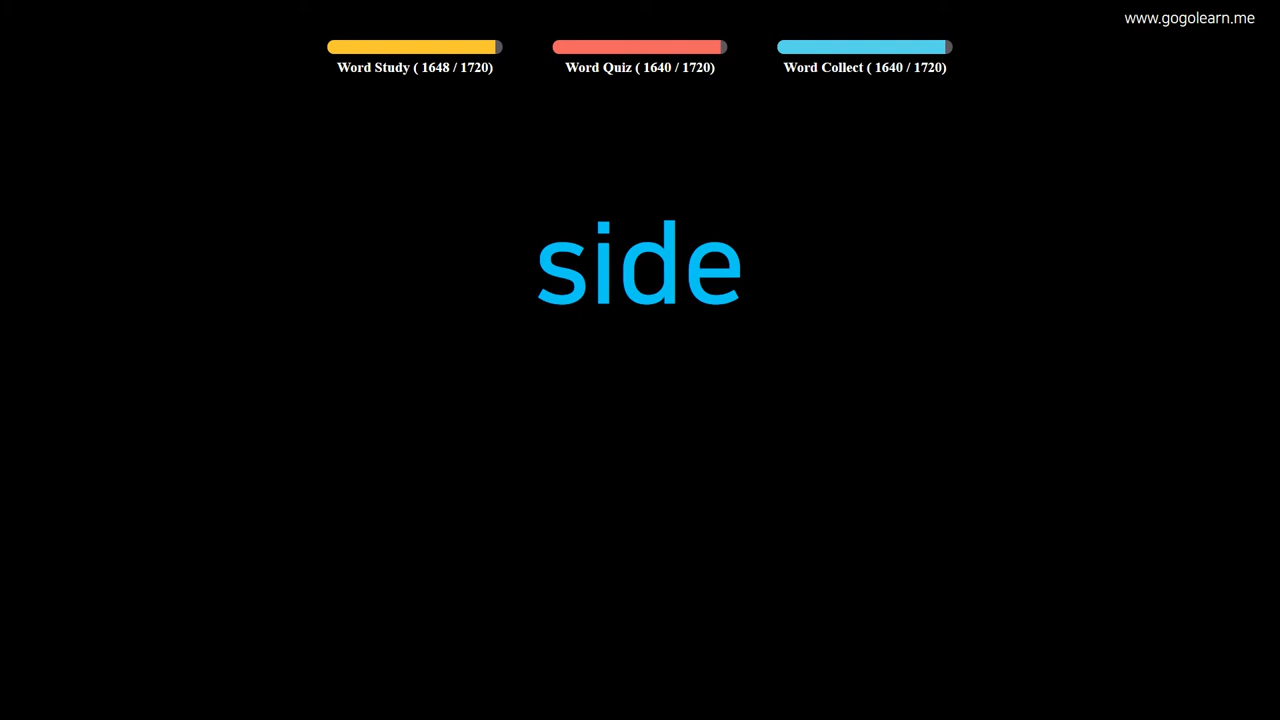 www.gogolearn.me
Word Study ( 1648 / 1720)
Word Quiz ( 1640 / 1720)
Word Collect ( 1640 / 1720)
side